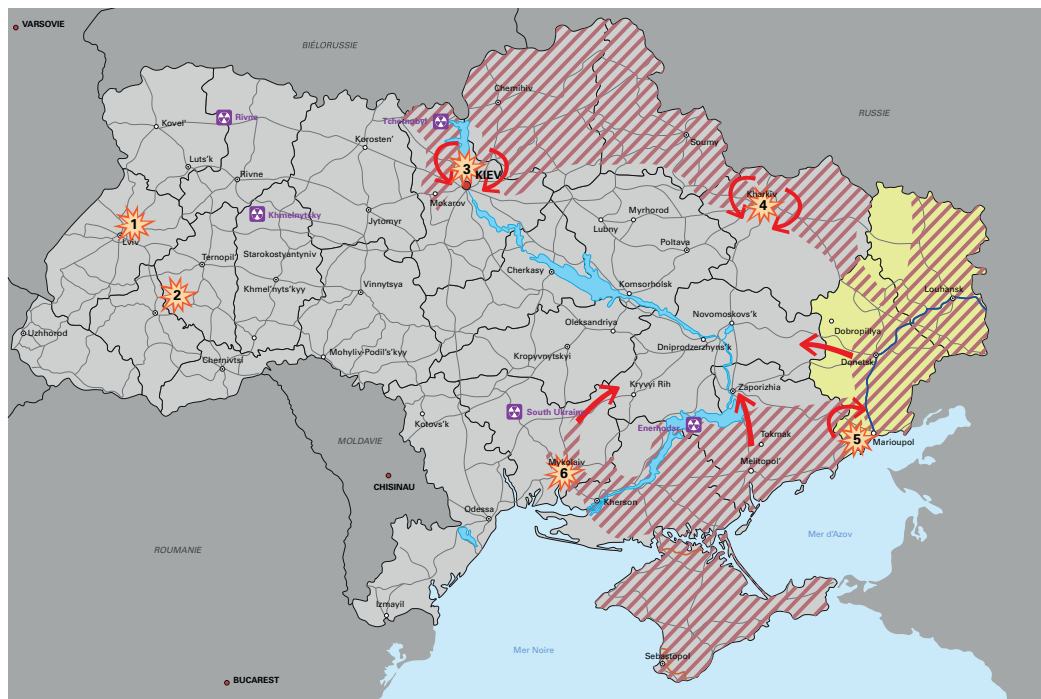 VARSOVIE
BIÉLORUSSIE
RUSSIE
Chernihiv
Tchernobyl
Rivne
Kovel'
Korosten'
Soumy
Luts'k
3
KIEV
Rivne
Mokarov
Kharkiv
4
Khmelnytsky
Jytomyr
Myrhorod
Lubny
1
Lviv
Poltava
Ternopil
Starokostyantyniv
Cherkasy
2
Khmel'nyts'kyy
Vinnytsya
Komsorhoisk
Louhansk
Novomoskovs'k
Oleksandriya
Uzhhorod
Dobropillya
Dniprodzerzhyns'k
Mohyliv-Podil's'kyy
Kropyvnytskyi
Chernivtsi
Donetsk
Kryvyi Rih
Zaporizhia
South Ukraine
Kotovs'k
Enerhodar
Tokmak
5
Marioupol
MOLDAVIE
Mykolaiv
6
Melitopol'
CHISINAU
Kherson
Odessa
Mer d'Azov
ROUMANIE
Izmayil
Mer Noire
Sebastopol
BUCAREST